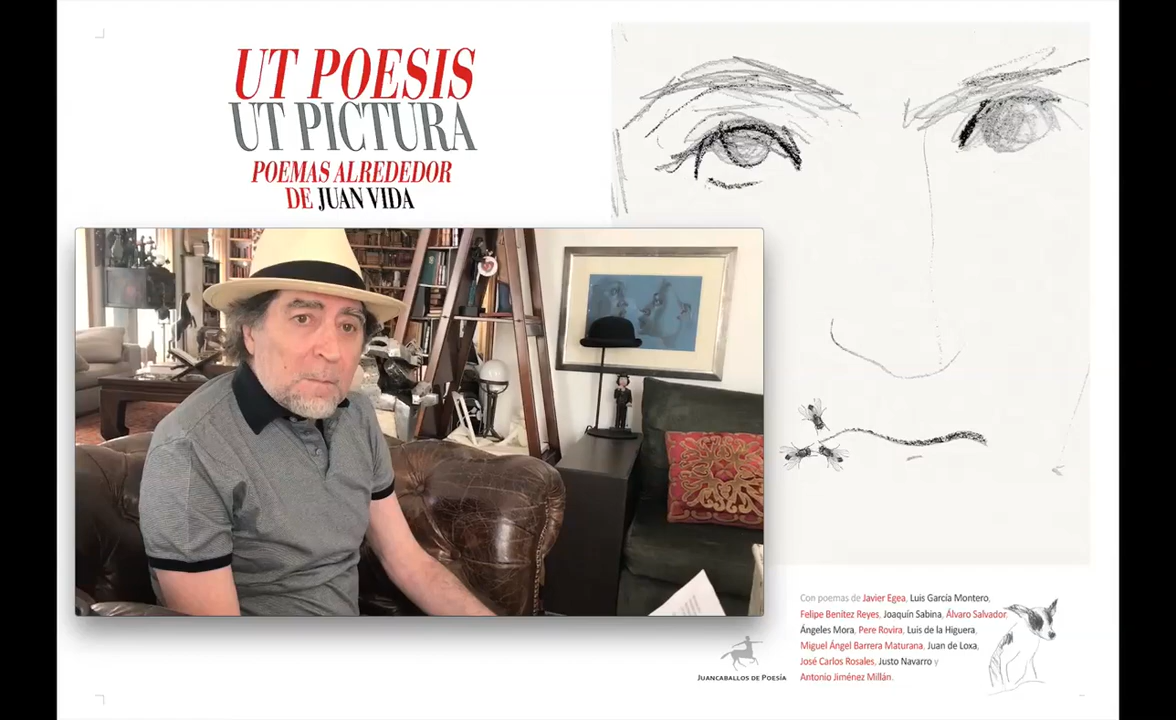 UT POESIS
UT PICTURA
POEMAS ALREDEDOR
DE JUAN VIDA
Con poemas de Javier Egea, Luis García Montero,
Felipe Benítez Reyes, Joaquín Sabina, Álvaro Salvador,
Ángeles Mora, Pere Rovira, Luis de la Higuera,
Miguel Ángel Barrera Maturana, Juan de Loxa,
José Carlos Rosales, Justo Navarro y
Antonio Jiménez Millán.
JUANCABALLOS DE POESÍA